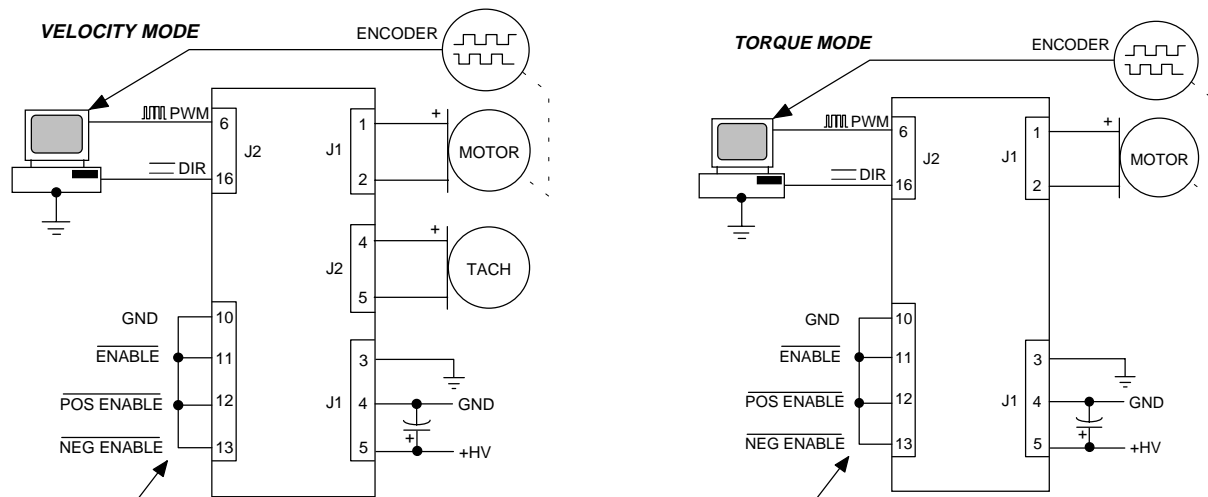 VELOCITY MODE
ENCODER
PWM
6
J2
DIR
16
1
J1
2
+
MOTOR
4
J2
5
+
TACH
GND
10
ENABLE
11
POS ENABLE
12
NEG ENABLE
13
3
J1
4
GND
+
5
+HV
TORQUE MODE
ENCODER
PWM
6
J2
DIR
16
1
J1
2
+
MOTOR
GND
10
ENABLE
11
POS ENABLE
12
NEG ENABLE
13
3
J1
4
GND
+
5
+HV